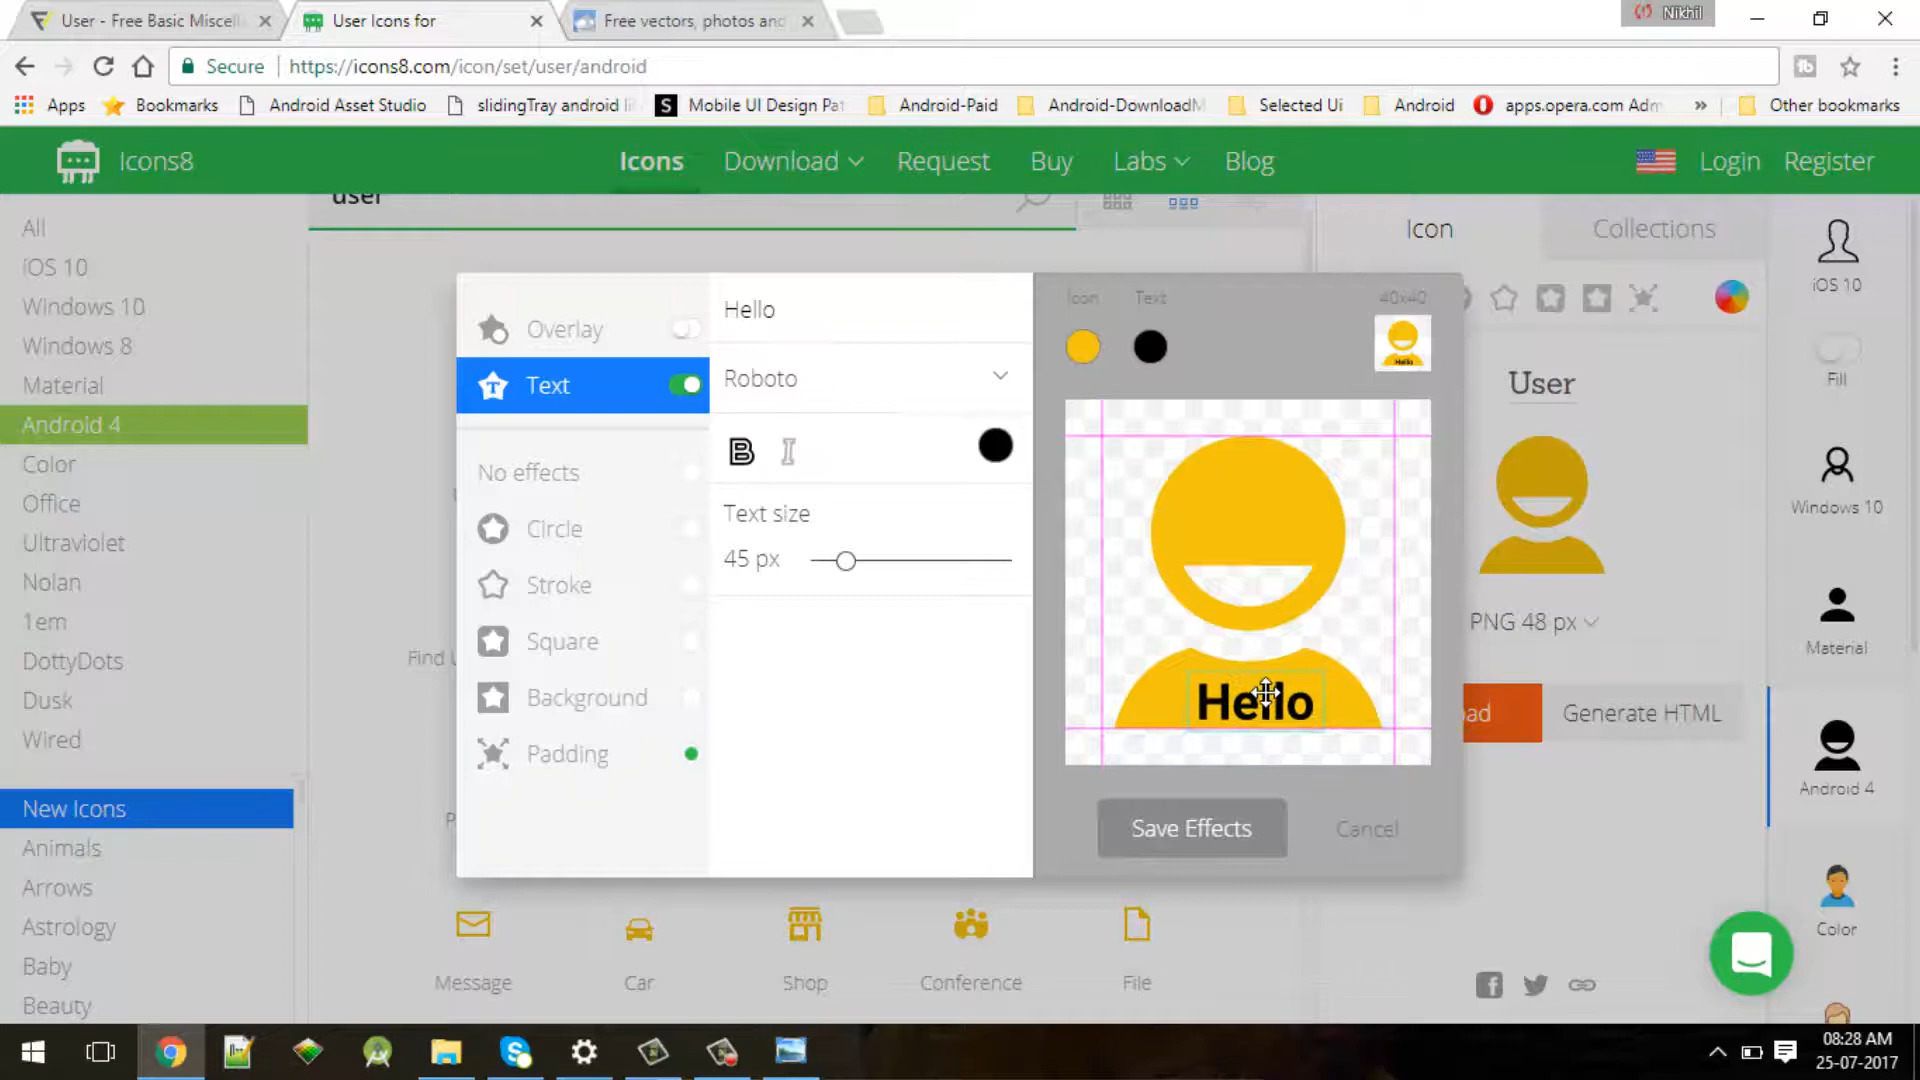 User - Free Basic Miscell
User Icons for
Free vectors, photos and
Nikhil
Secure
https://icons8.com/icon/set/user/android
Apps
Bookmarks
Android Asset Studio
slidingTray android li
S
Mobile UI Design Pat
Android-Paid
Android-DownloadM
Selected Ui
Android
apps.opera.com Adm
Other bookmarks
Icons8
Icons
Download
Request
Buy
Labs
Blog
Login
Register
user
Icon
Collections
All
iOS 10
Windows 10
Windows 8
Material
Android 4
Color
Office
Ultraviolet
Nolan
1em
DottyDots
Dusk
Wired
New Icons
Animals
Arrows
Astrology
Baby
Beauty
Find
Overlay
Text
No effects
Circle
Stroke
Square
Background
Padding
Hello
Roboto
B I
Text size
45 px
Icon
Text
40x40
Hello
Hello
Save Effects
Cancel
User
PNG 48 px
ad
Generate HTML
iOS 10
Fill
Windows 10
Material
Android 4
Color
Message
Car
Shop
Conference
File
08:28 AM
25-07-2017